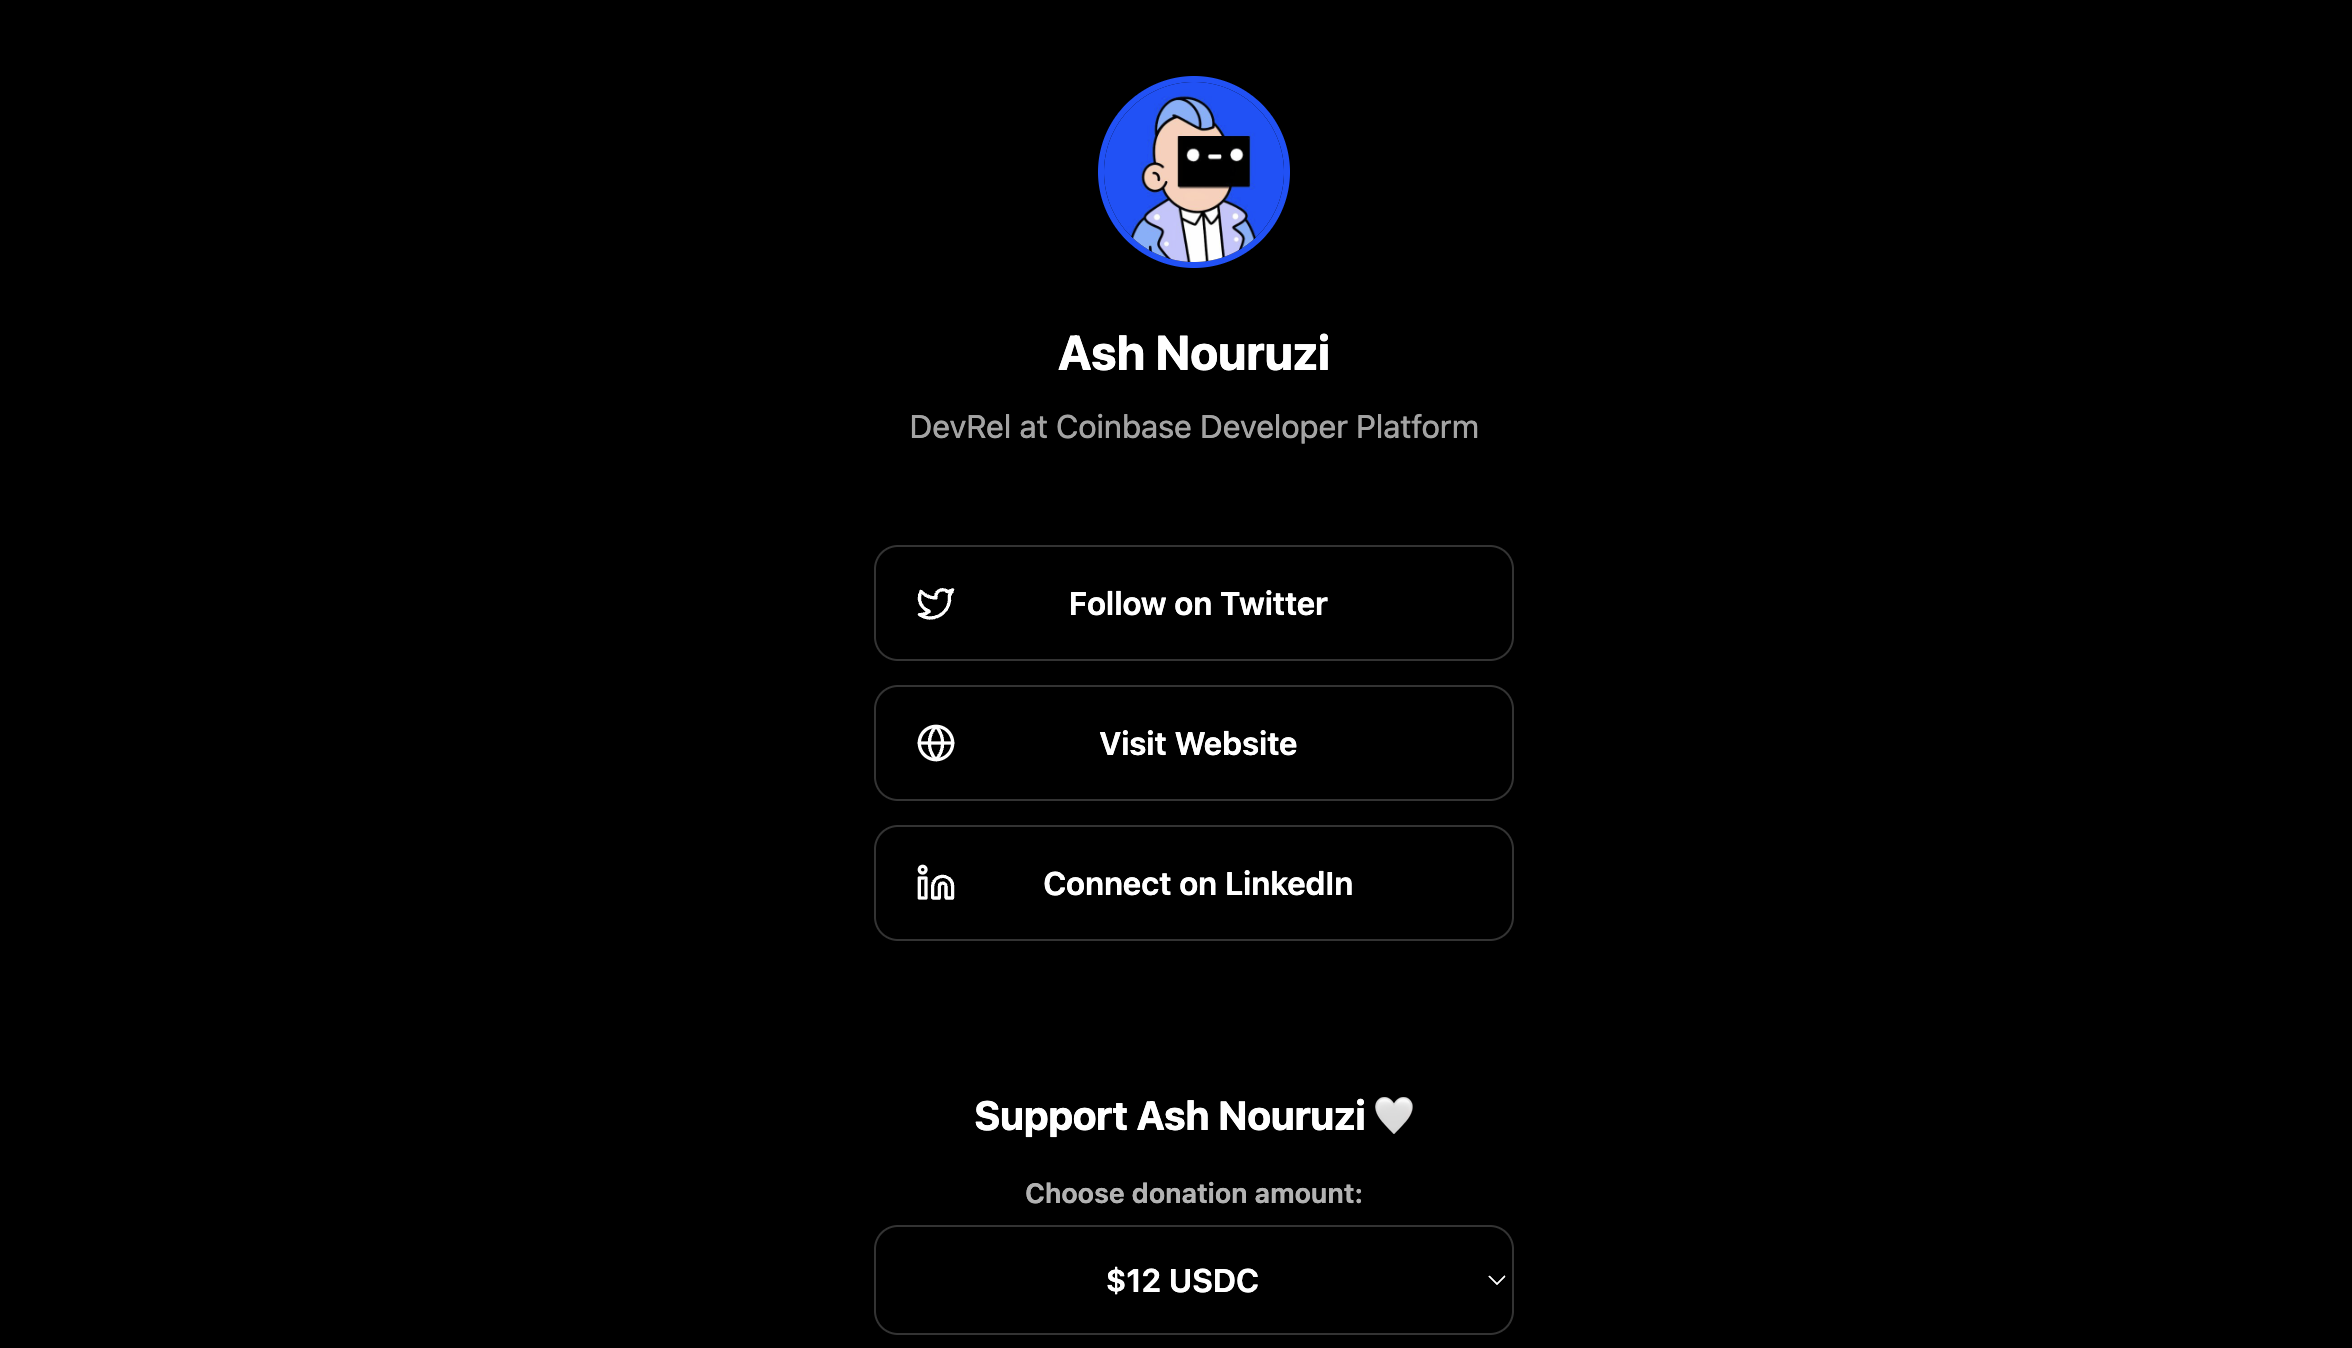 Ash Nouruzi
DevRel at Coinbase Developer Platform
Follow on Twitter
Visit Website
Connect on LinkedIn
Support Ash Nouruzi 🤍
Choose donation amount:
$12 USDC